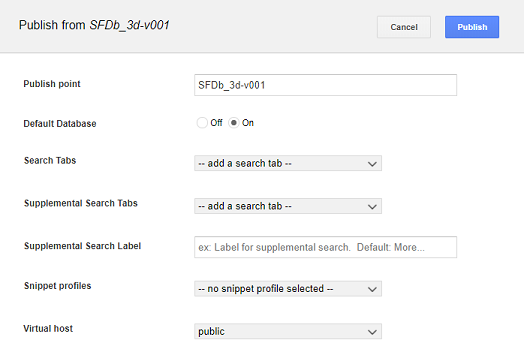 Publish from SFDb_3d-v001
Cancel
Publish
Publish point
SFDb_3d-v001
Default Database
Off
On
Search Tabs
-- add a search tab --
Supplemental Search Tabs
-- add a search tab --
Supplemental Search Label
ex: Label for supplemental search. Default: More...
Snippet profiles
-- no snippet profile selected --
Virtual host
public